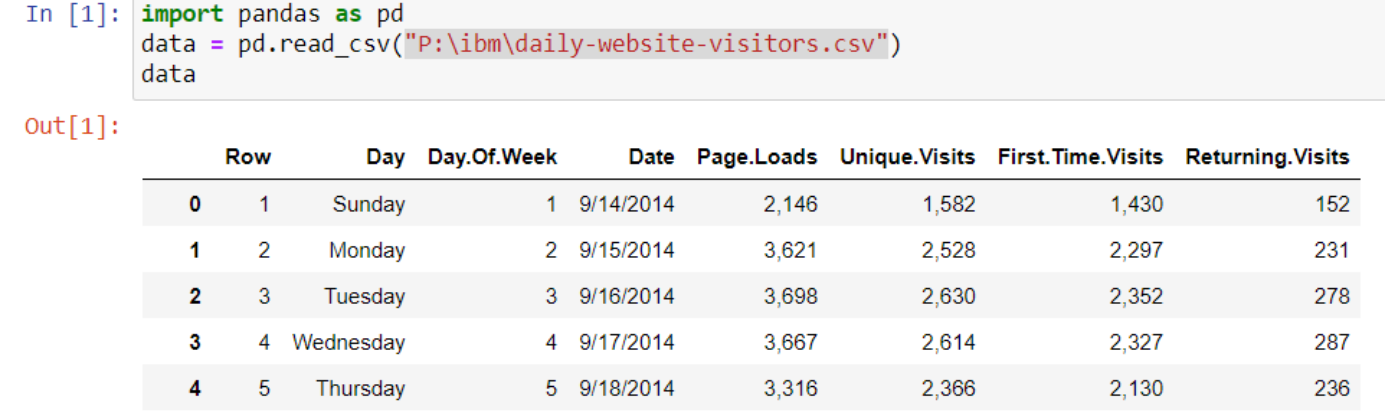 In [1]: import pandas as pd
data = pd.read_csv("P:\ibm\daily-website-visitors.csv")
data
Out[1]:
Row Day Day.Of.Week Date Page.Loads Unique.Visits First.Time.Visits Returning.Visits
0 1 Sunday 1 9/14/2014 2,146 1,582 1,430 152
1 2 Monday 2 9/15/2014 3,621 2,528 2,297 231
2 3 Tuesday 3 9/16/2014 3,698 2,630 2,352 278
3 4 Wednesday 4 9/17/2014 3,667 2,614 2,327 287
4 5 Thursday 5 9/18/2014 3,316 2,366 2,130 236